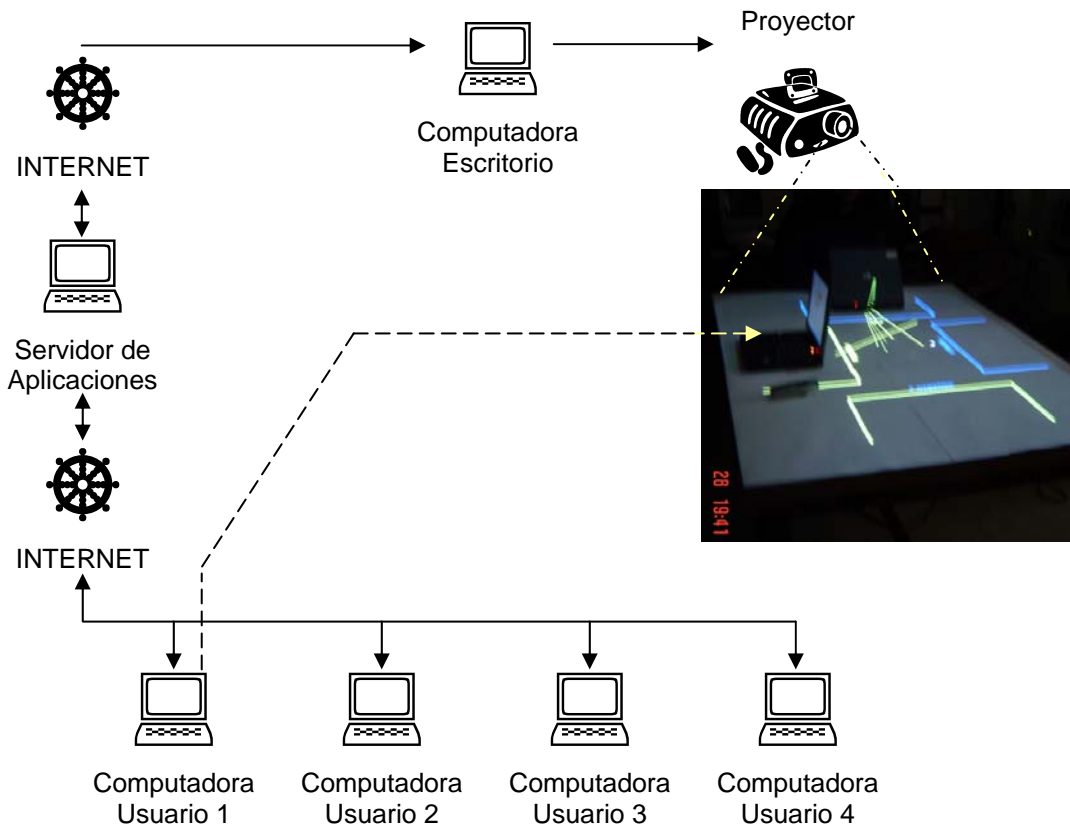 Proyector
Computadora
Escritorio
INTERNET
Servidor de
Aplicaciones
INTERNET
28 19:41
Computadora
Usuario 1
Computadora
Usuario 2
Computadora
Usuario 3
Computadora
Usuario 4